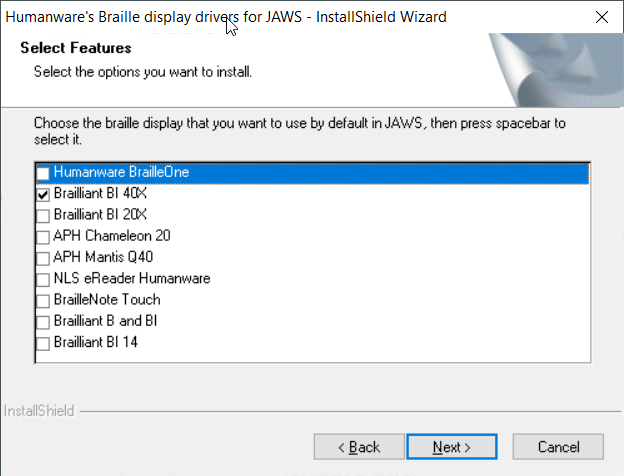 Humanware's Braille display drivers for JAWS - InstallShield Wizard
Select Features
Select the options you want to install.
Choose the braille display that you want to use by default in JAWS, then press spacebar to
select it.
Humanware BrailleOne
Brailliant BI 40X
Brailliant BI 20X
APH Chameleon 20
APH Mantis Q40
NLS eReader Humanware
BrailleNote Touch
Brailliant B and BI
Brailliant BI 14
InstallShield
< Back Next > Cancel